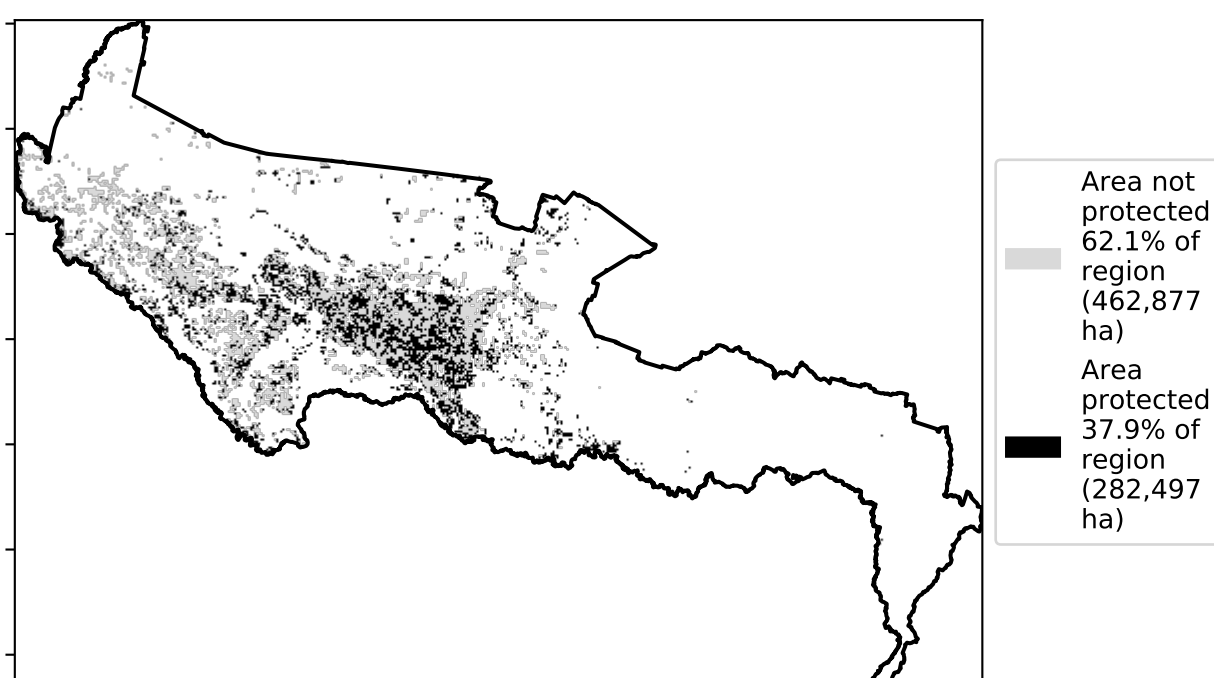 Area not
protected
62.1% of
region
(462,877
ha)
Area
protected
37.9% of
region
(282,497
ha)